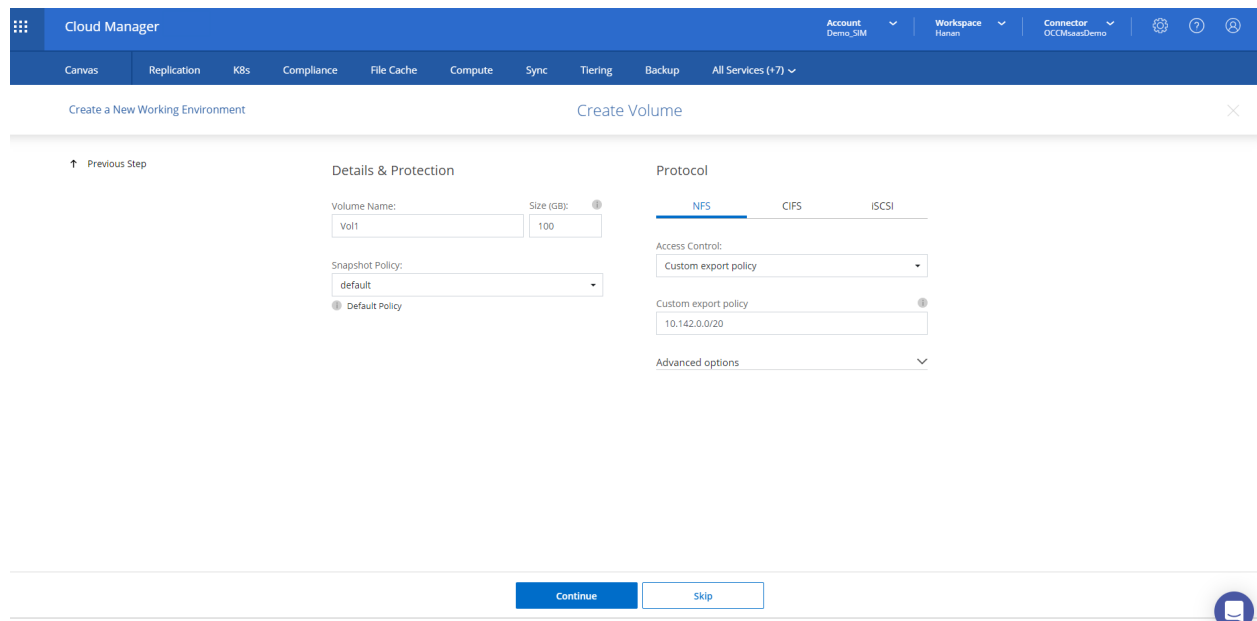 Cloud Manager
Account
Demo_SIM
Workspace
Hanan
Connector
OCCMsaasDemo
Canvas
Replication
K8s
Compliance
File Cache
Compute
Sync
Tiering
Backup
All Services (+7)
Create a New Working Environment
Create Volume
↑ Previous Step
Details & Protection
Volume Name:
Size (GB):
Vol1
100
Snapshot Policy:
default
Default Policy
Protocol
NFS
CIFS
iSCSI
Access Control:
Custom export policy
Custom export policy
10.142.0.0/20
Advanced options
Continue
Skip